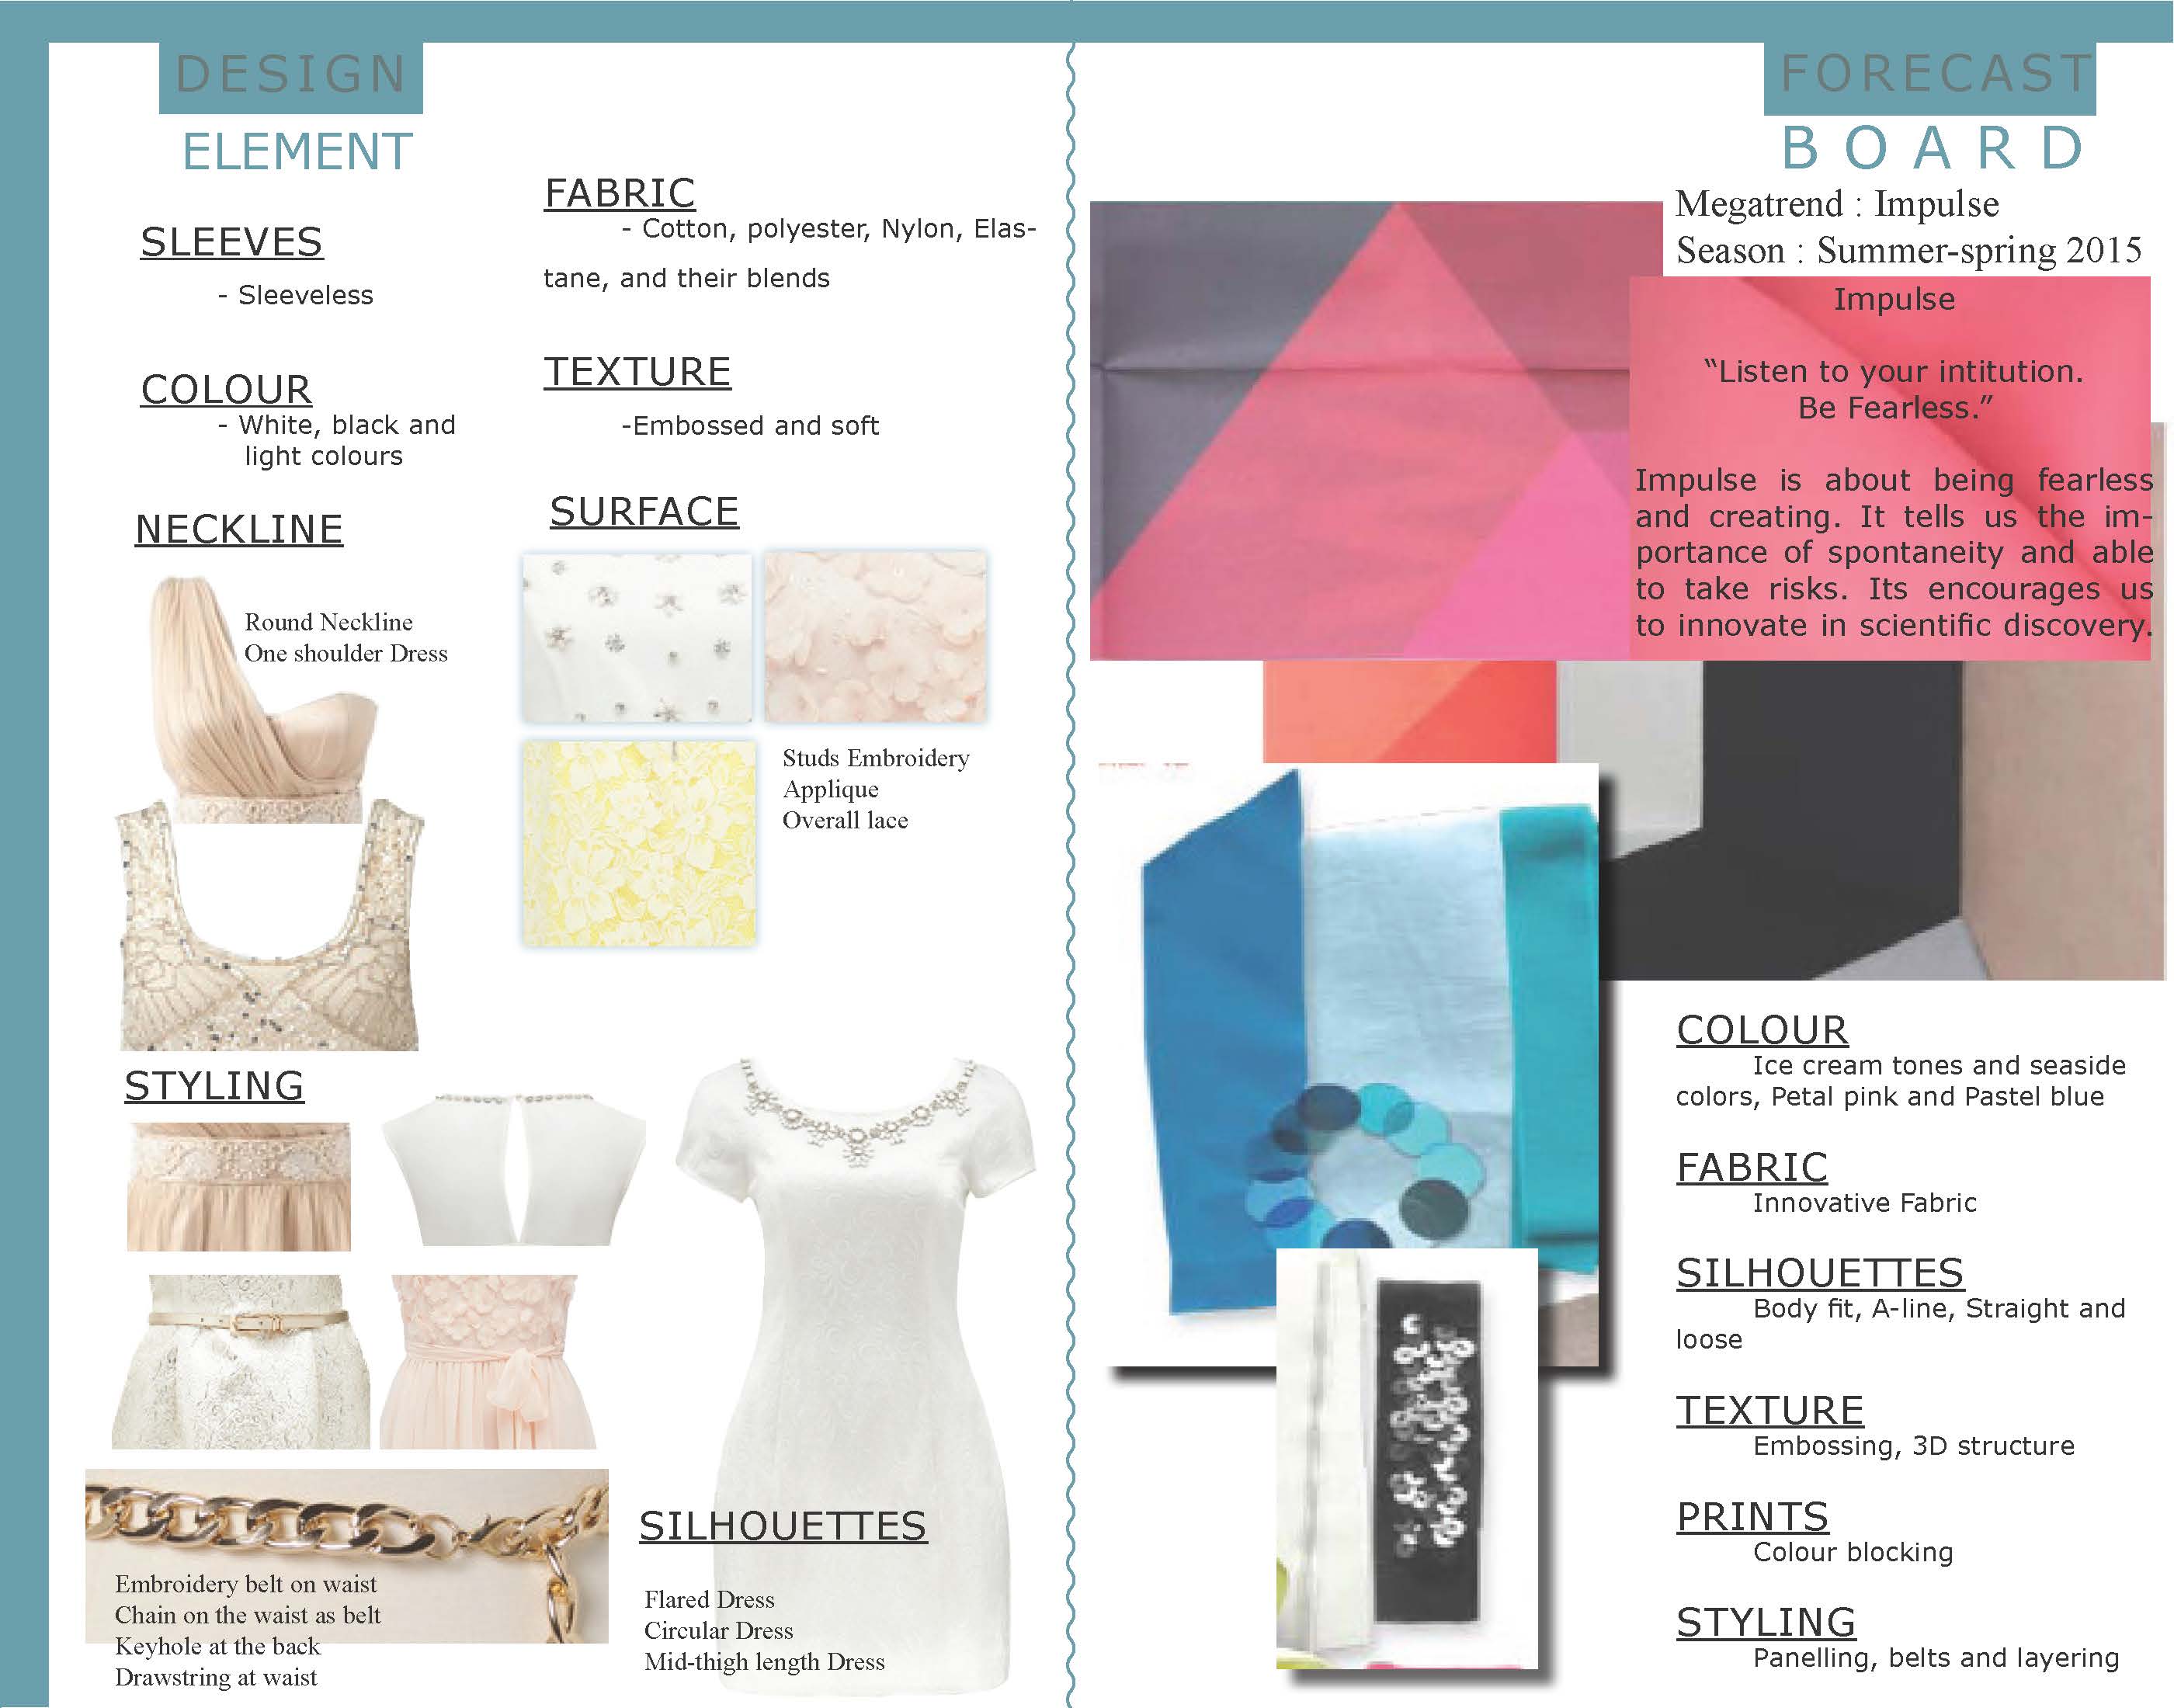 DESIGN
ELEMENT
SLEEVES
- Sleeveless
COLOUR
- White, black and
light colours
NECKLINE
Round Neckline
One shoulder Dress
FABRIC
- Cotton, polyester, Nylon, Elas-
tane, and their blends
TEXTURE
-Embossed and soft
SURFACE
Studs Embroidery
Applique
Overall lace
STYLING
Embroidery belt on waist
Chain on the waist as belt
Keyhole at the back
Drawstring at waist
SILHOUETTES
Flared Dress
Circular Dress
Mid-thigh length Dress
FORECAST
BOARD
Megatrend : Impulse
Season : Summer-spring 2015
Impulse
“Listen to your intitution.
Be Fearless.”
Impulse is about being fearless
and creating. It tells us the im-
portance of spontaneity and able
to take risks. Its encourages us
to innovate in scientific discovery.
COLOUR
Ice cream tones and seaside
colors, Petal pink and Pastel blue
FABRIC
Innovative Fabric
SILHOUETTES
Body fit, A-line, Straight and
loose
TEXTURE
Embossing, 3D structure
PRINTS
Colour blocking
STYLING
Panelling, belts and layering